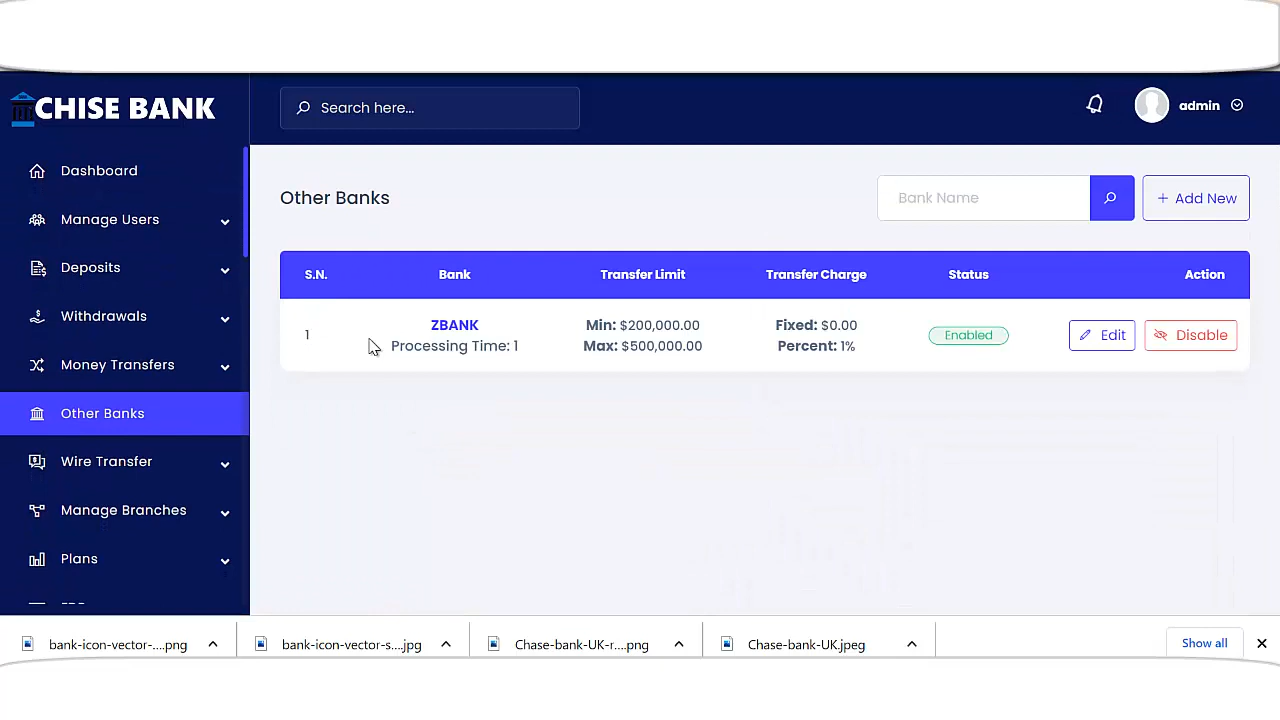 CHISE BANK
Search here...
admin
Dashboard
Manage Users
Deposits
Withdrawals
Money Transfers
Other Banks
Wire Transfer
Manage Branches
Plans
Other Banks
Bank Name
+ Add New
S.N.
Bank
Transfer Limit
Transfer Charge
Status
Action
1
ZBANK
Processing Time: 1
Min: $200,000.00
Max: $500,000.00
Fixed: $0.00
Percent: 1%
Enabled
Edit
Disable
bank-icon-vector-....png
bank-icon-vector-s....jpg
Chase-bank-UK-r....png
Chase-bank-UK.jpeg
Show all